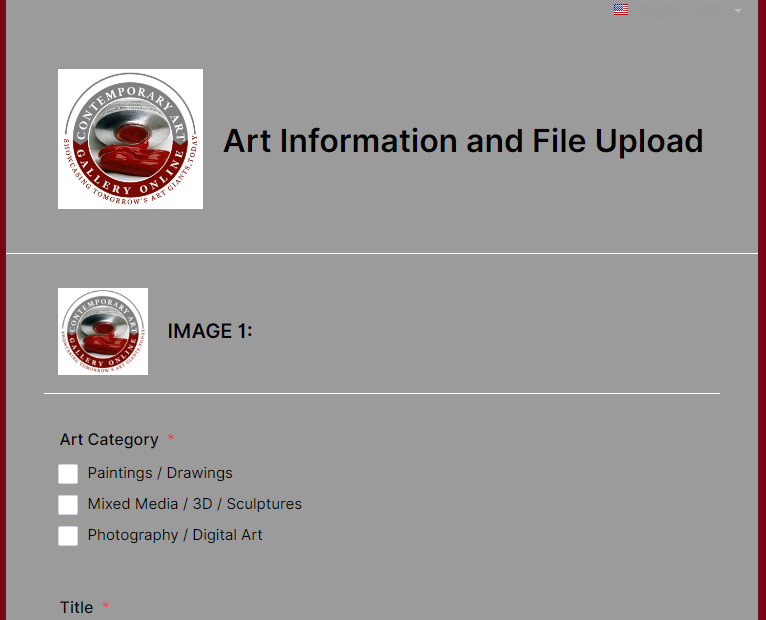 CONTEMPORARY ART
GALLERY ONLINE
SHOWCASING TOMORROW'S ART GIANTS, TODAY
Art Information and File Upload
CONTEMPORARY ART
GALLERY ONLINE
SHOWCASING TOMORROW'S ART GIANTS, TODAY
IMAGE 1:
Art Category *
Paintings / Drawings
Mixed Media / 3D / Sculptures
Photography / Digital Art
Title *